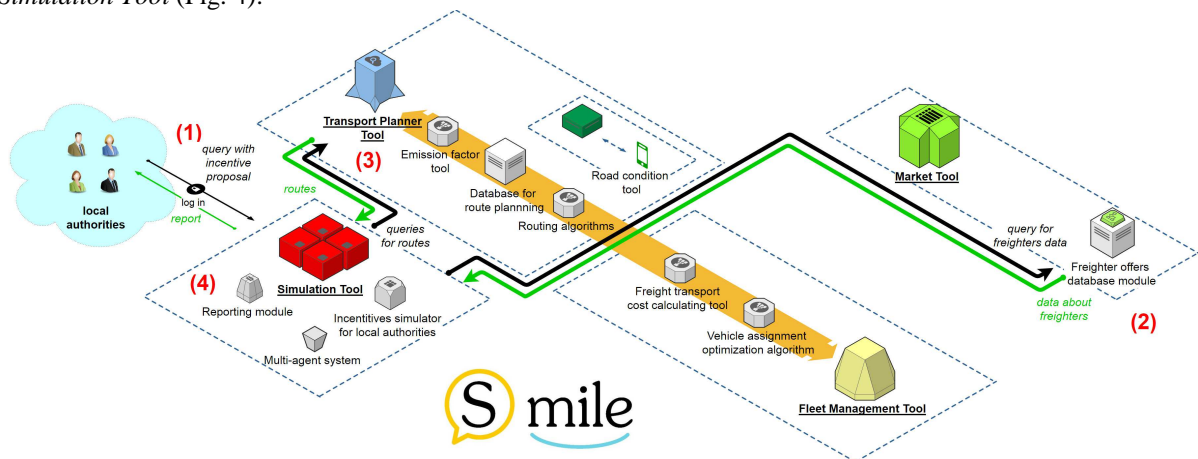 Simulation Tool (Fig. 4).
(1)
query with
incentive
proposal
log in
report
local
authorities
Transport Planner
Tool
(3)
routes
queries
for routes
Emission factor
tool
Database for
route plannning
Routing algorithms
Road condition
tool
Market Tool
query for
freighters data
Freighter offers
database module
data about
freighters
(2)
(4)
Simulation Tool
Reporting module
Incentives simulator
for local authorities
Multi-agent system
Freight transport
cost calculating tool
Vehicle assignment
optimization algorithm
Fleet Management Tool
S mile